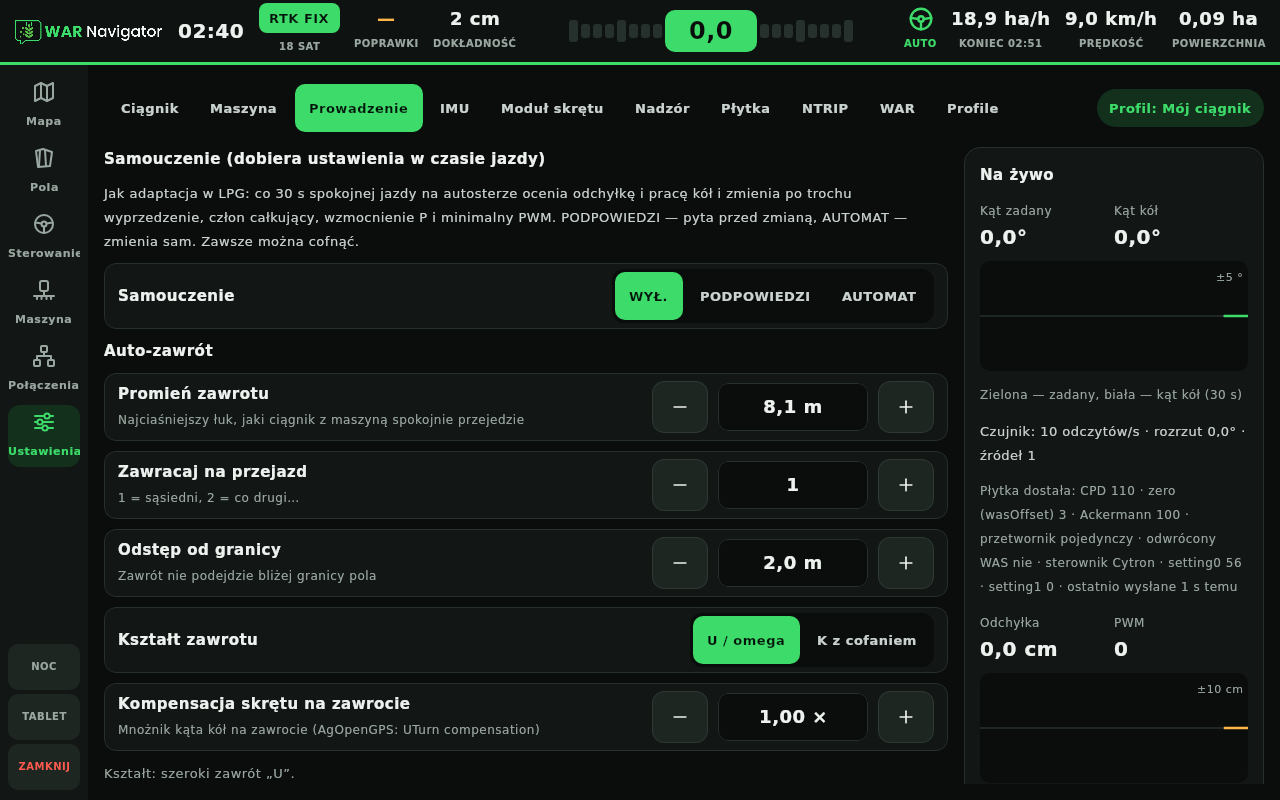 WAR Navigator
02:40
RTK FIX
18 SAT
—
POPRAWKI
2 cm
DOKŁADNOŚĆ
0,0
AUTO
18,9 ha/h
KONIEC 02:51
9,0 km/h
PRĘDKOŚĆ
0,09 ha
POWIERZCHNIA
Mapa
Pola
Sterowanie
Maszyna
Połączenia
Ustawienia
NOC
TABLET
ZAMKNIJ
Ciągnik
Maszyna
Prowadzenie
IMU
Moduł skrętu
Nadzór
Płytka
NTRIP
WAR
Profile
Profil: Mój ciągnik
Samouczenie (dobiera ustawienia w czasie jazdy)
Jak adaptacja w LPG: co 30 s spokojnej jazdy na autosterze ocenia odchyłkę i pracę kół i zmienia po trochu
wyprzedzenie, człon całkujący, wzmocnienie P i minimalny PWM. PODPOWIEDZI — pyta przed zmianą, AUTOMAT —
zmienia sam. Zawsze można cofnąć.
Samouczenie
WYŁ.
PODPOWIEDZI
AUTOMAT
Auto-zawrót
Promień zawrotu
Najciaśniejszy łuk, jaki ciągnik z maszyną spokojnie przejedzie
−
8,1 m
+
Zawracaj na przejazd
1 = sąsiedni, 2 = co drugi…
−
1
+
Odstęp od granicy
Zawrót nie podejdzie bliżej granicy pola
−
2,0 m
+
Kształt zawrotu
U / omega
K z cofaniem
Kompensacja skrętu na zawrocie
Mnożnik kąta kół na zawrocie (AgOpenGPS: UTurn compensation)
−
1,00 ×
+
Kształt: szeroki zawrót „U”.
Na żywo
Kąt zadany
Kąt kół
0,0°
0,0°
±5 °
Zielona — zadany, biała — kąt kół (30 s)
Czujnik: 10 odczytów/s · rozrzut 0,0° ·
źródeł 1
Płytka dostała: CPD 110 · zero
(wasOffset) 3 · Ackermann 100 ·
przetwornik pojedynczy · odwrócony
WAS nie · sterownik Cytron · setting0 56
· setting1 0 · ostatnio wysłane 1 s temu
Odchyłka
PWM
0,0 cm
0
±10 cm